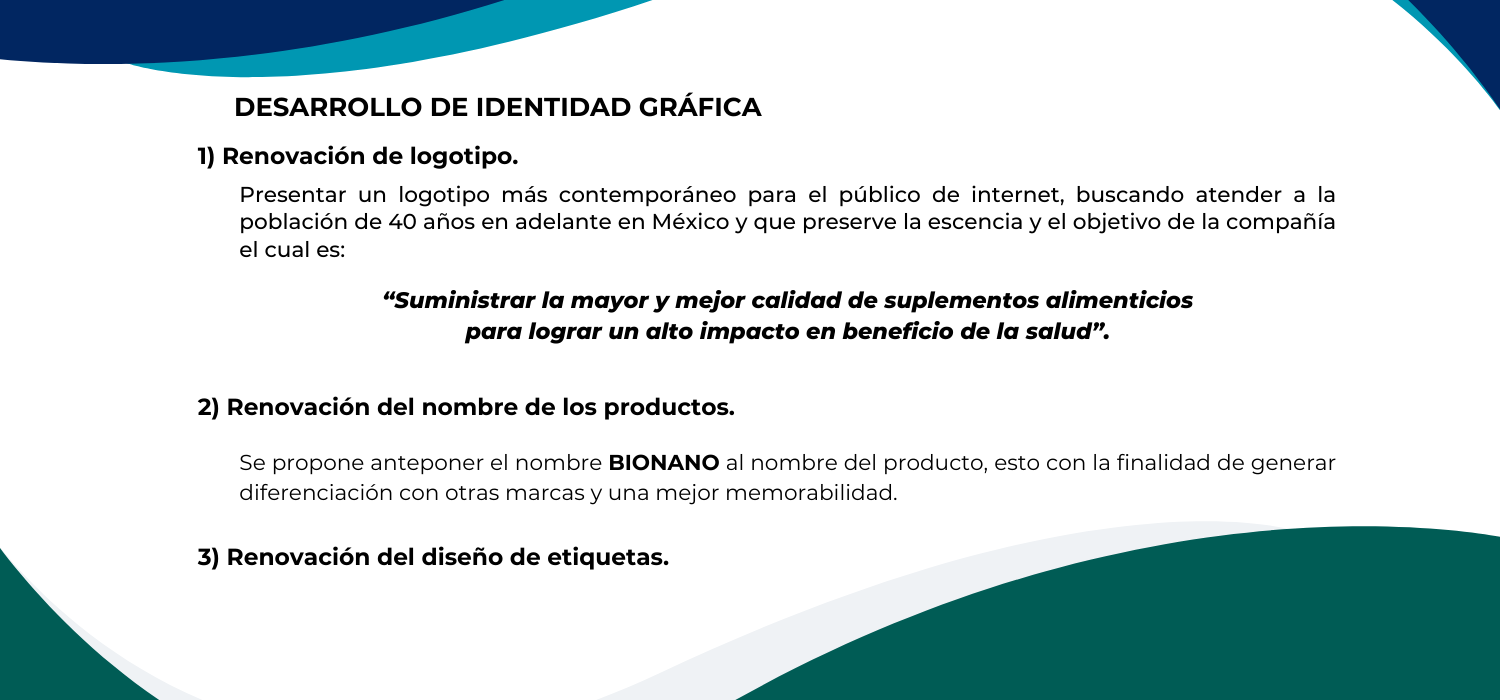 DESARROLLO DE IDENTIDAD GRÁFICA
1) Renovación de logotipo.
Presentar un logotipo más contemporáneo para el público de internet, buscando atender a la
población de 40 años en adelante en México y que preserve la escencia y el objetivo de la compañía
el cual es:
“Suministrar la mayor y mejor calidad de suplementos alimenticios
para lograr un alto impacto en beneficio de la salud”.
2) Renovación del nombre de los productos.
Se propone anteponer el nombre BIONANO al nombre del producto, esto con la finalidad de generar
diferenciación con otras marcas y una mejor memorabilidad.
3) Renovación del diseño de etiquetas.